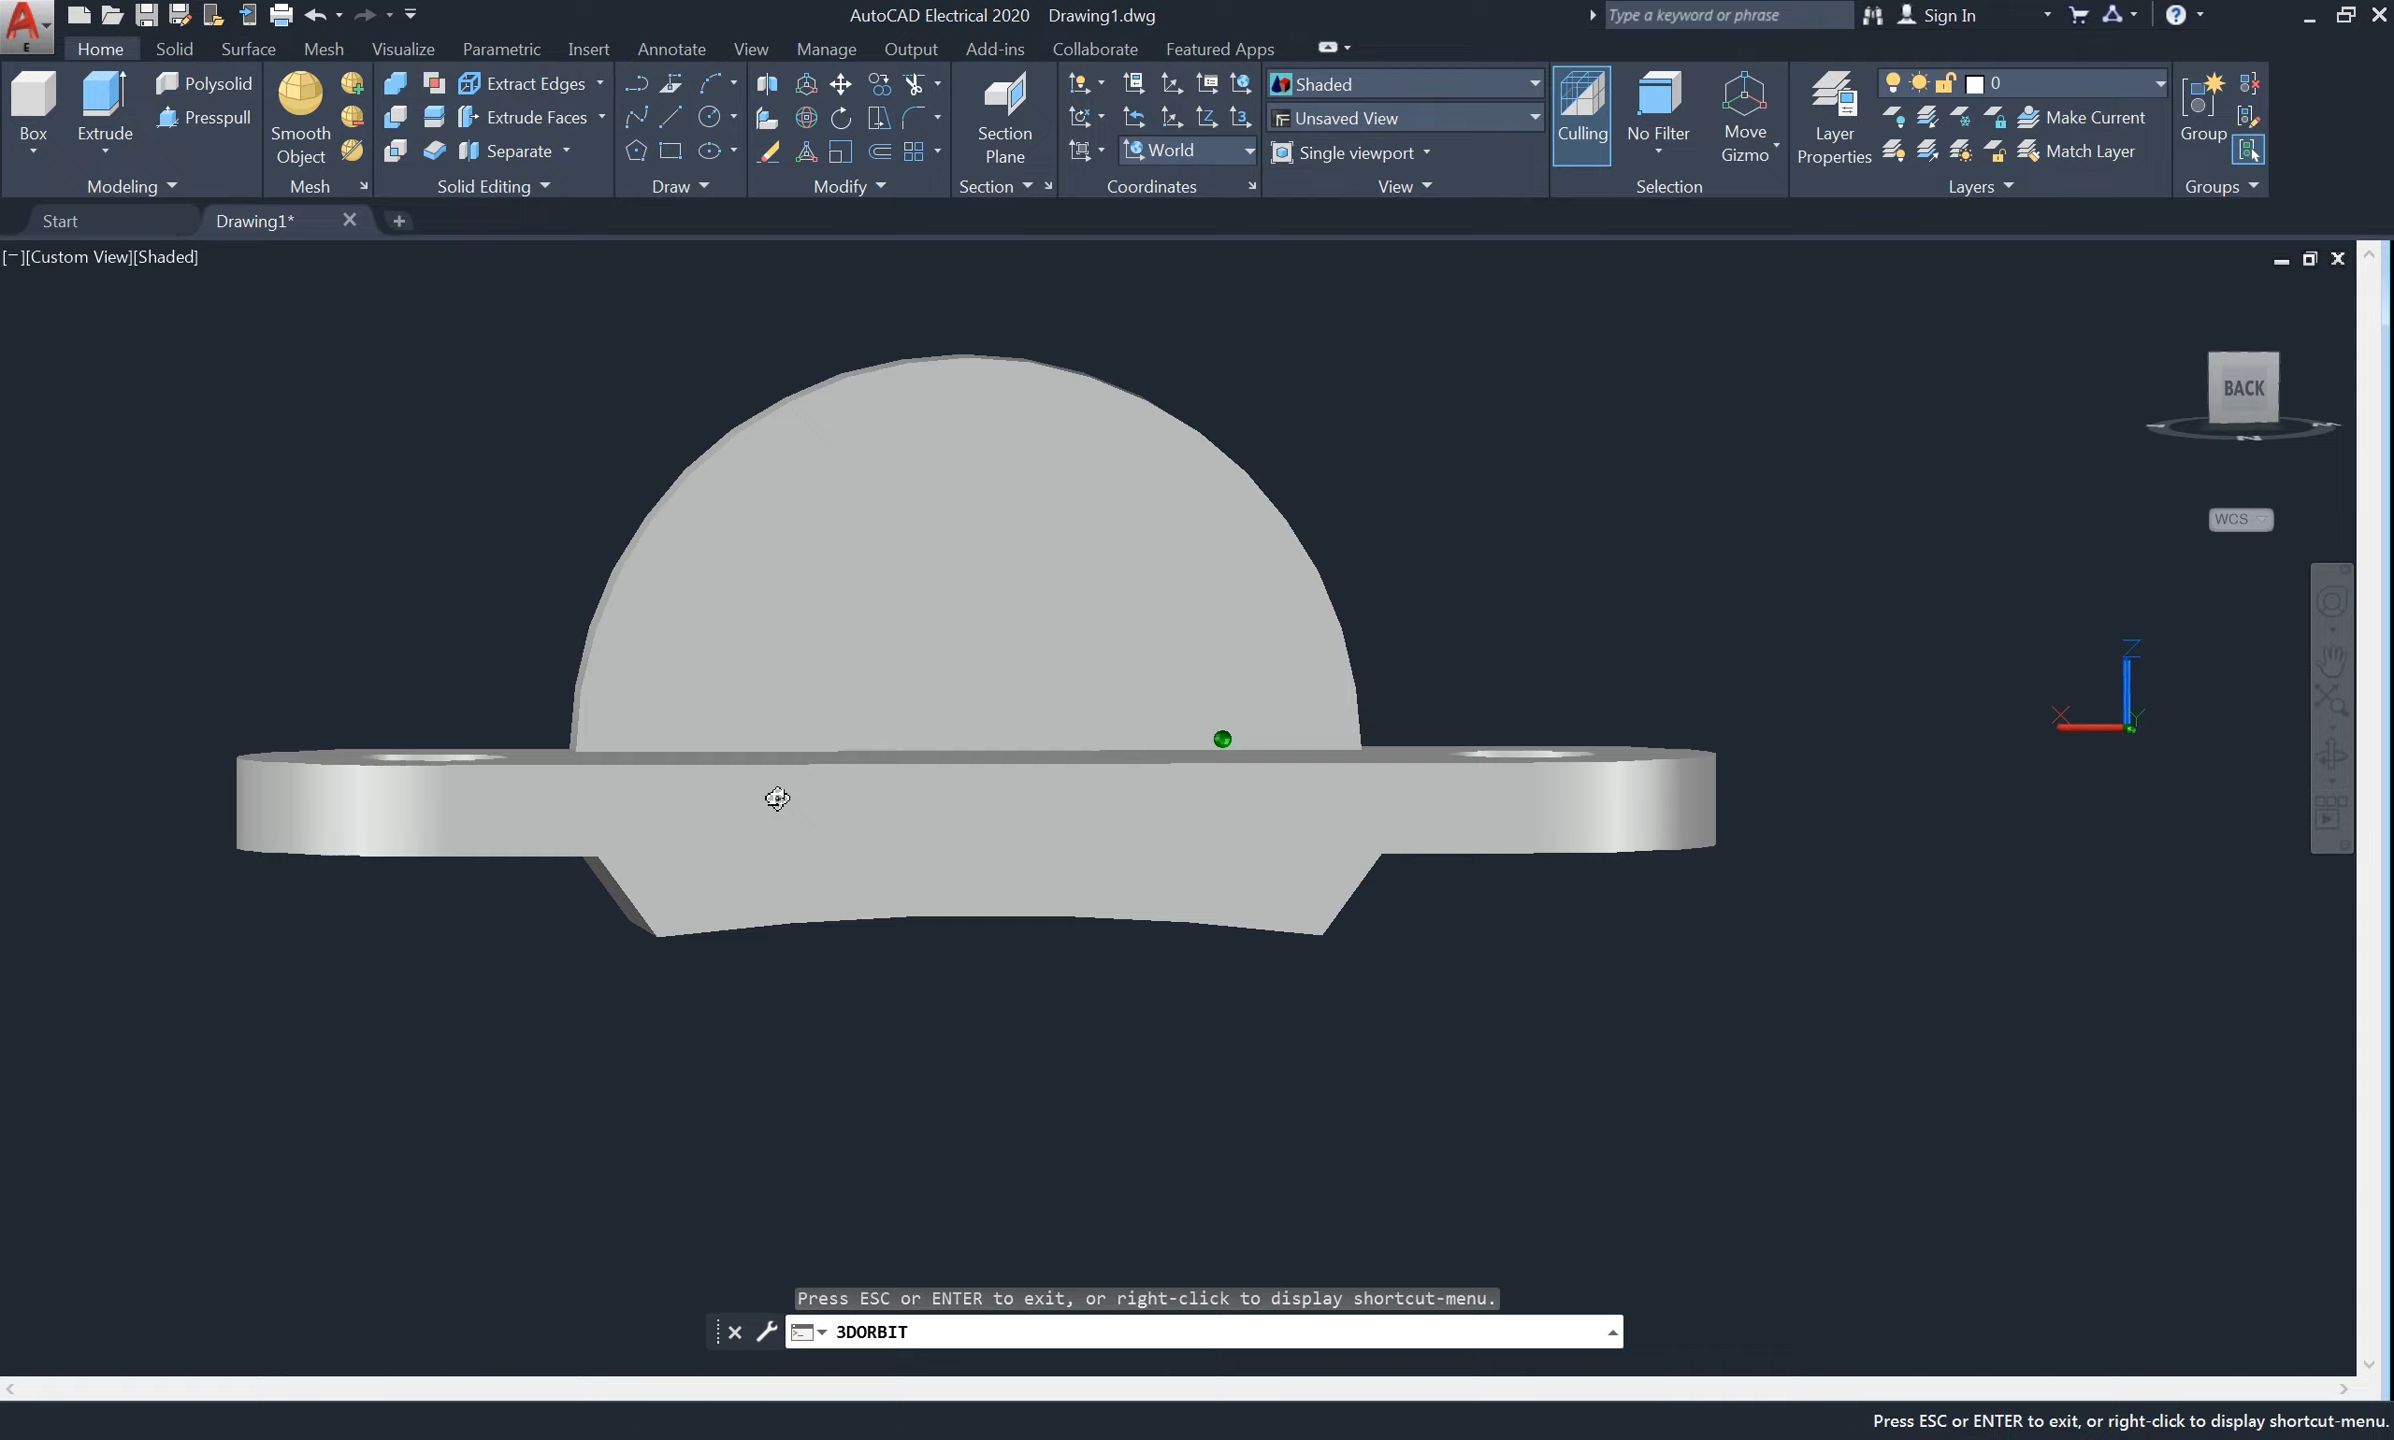 AutoCAD Electrical 2020 Drawing1.dwg
Type a keyword or phrase
Sign In
E
Home Solid Surface Mesh Visualize Parametric Insert Annotate View Manage Output Add-ins Collaborate Featured Apps
Box
Extrude
Polysolid
Presspull
Modeling
Smooth
Object
Mesh
Extract Edges
Extrude Faces
Separate
Solid Editing
Draw
Modify
Section
Plane
Section
World
Coordinates
Shaded
Unsaved View
Single viewport
View
Culling
No Filter
Move
Gizmo
Selection
Layer
Properties
0
Make Current
Match Layer
Layers
Group
Groups
Start
Drawing1*
[−][Custom View][Shaded]
BACK
N
WCS
Z
X
Y
Press ESC or ENTER to exit, or right-click to display shortcut-menu.
3DORBIT
Press ESC or ENTER to exit, or right-click to display shortcut-menu.